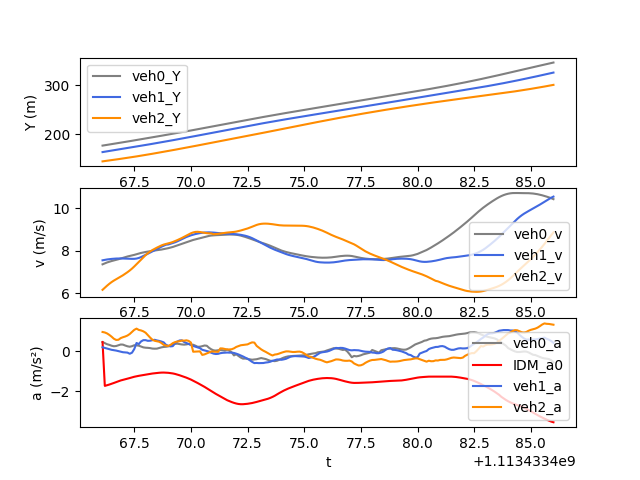 veh0_Y
veh1_Y
veh2_Y
Y (m)
300
200
67.5 70.0 72.5 75.0 77.5 80.0 82.5 85.0
v (m/s)
10
8
6
veh0_v
veh1_v
veh2_v
67.5 70.0 72.5 75.0 77.5 80.0 82.5 85.0
a (m/s²)
0
−2
veh0_a
IDM_a0
veh1_a
veh2_a
67.5 70.0 72.5 75.0 77.5 80.0 82.5 85.0
t
+1.1134334e9